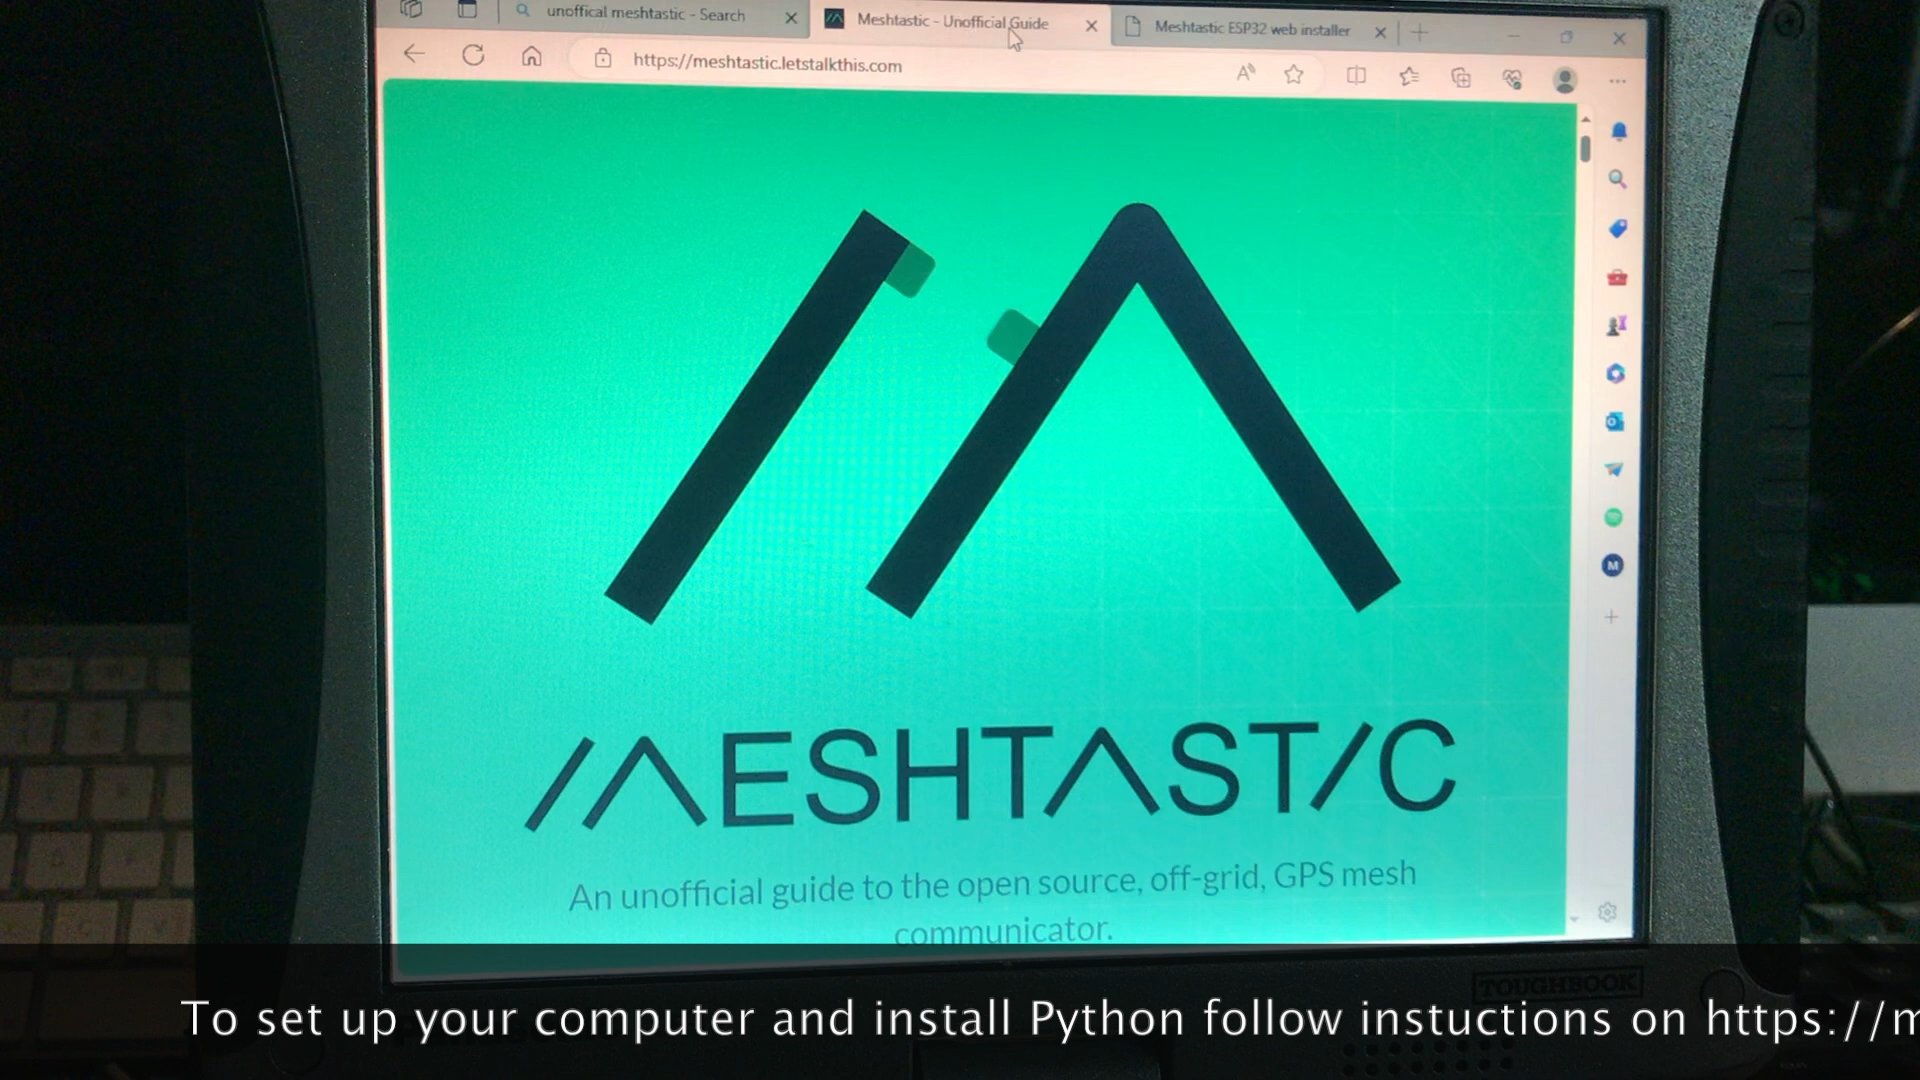 unoffical meshtastic - Search
Meshtastic - Unofficial Guide
Meshtastic ESP32 web installer
https://meshtastic.letstalkthis.com
M
MESHTASTIC
An unofficial guide to the open source, off-grid, GPS mesh
communicator.
TOUGHBOOK
To set up your computer and install Python follow instuctions on https://m